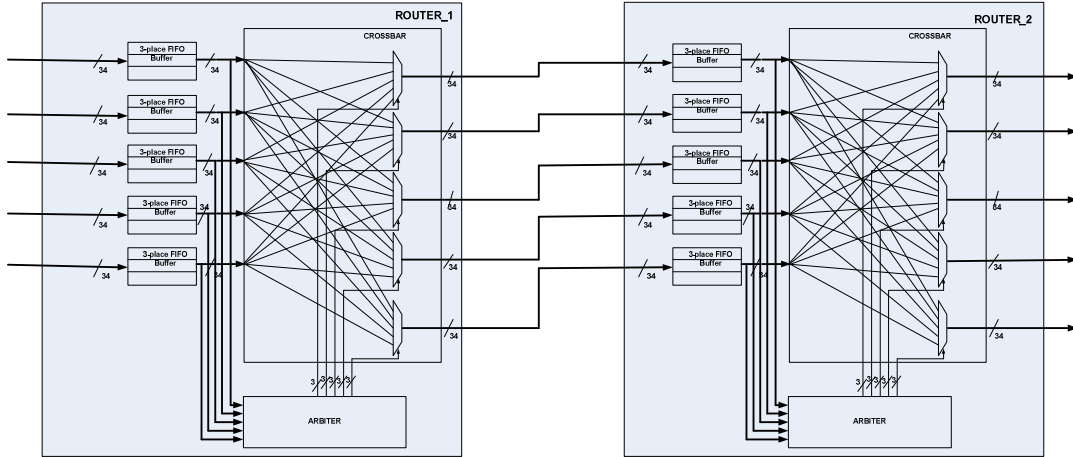 ROUTER_1
CROSSBAR
3-place FIFO
Buffer
34
34
3-place FIFO
Buffer
34
34
3-place FIFO
Buffer
34
34
3-place FIFO
Buffer
34
34
3-place FIFO
Buffer
34
34
34
34
34
34
34
3 3 3 3 3
ARBITER
ROUTER_2
CROSSBAR
3-place FIFO
Buffer
34
34
3-place FIFO
Buffer
34
34
3-place FIFO
Buffer
34
34
3-place FIFO
Buffer
34
34
3-place FIFO
Buffer
34
34
34
34
34
34
34
3 3 3 3 3
ARBITER